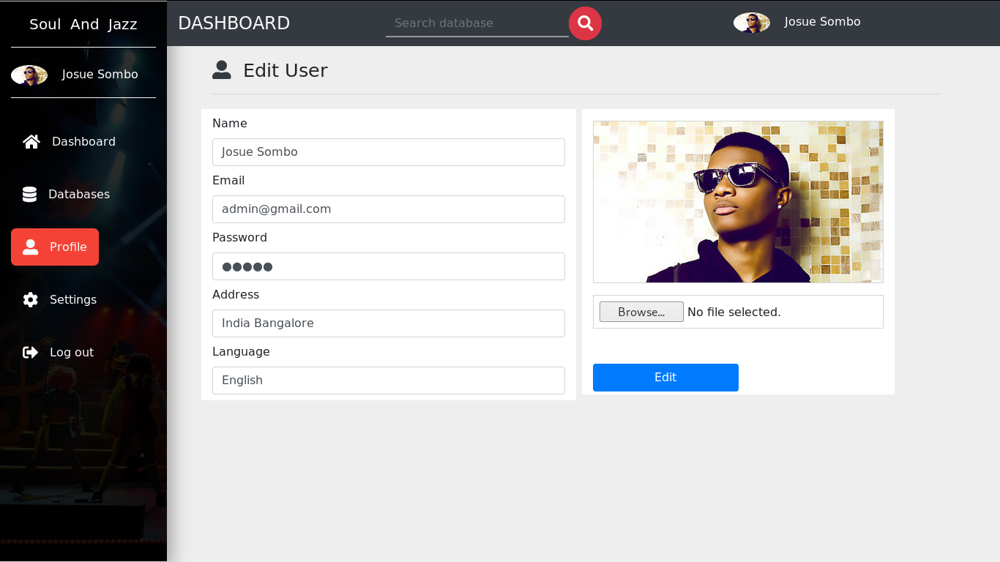 Soul And Jazz
Josue Sombo
Dashboard
Databases
Profile
Settings
Log out
DASHBOARD
Search database
Josue Sombo
Edit User
Name
Josue Sombo
Email
admin@gmail.com
Password
●●●●●
Address
India Bangalore
Language
English
Browse... No file selected.
Edit